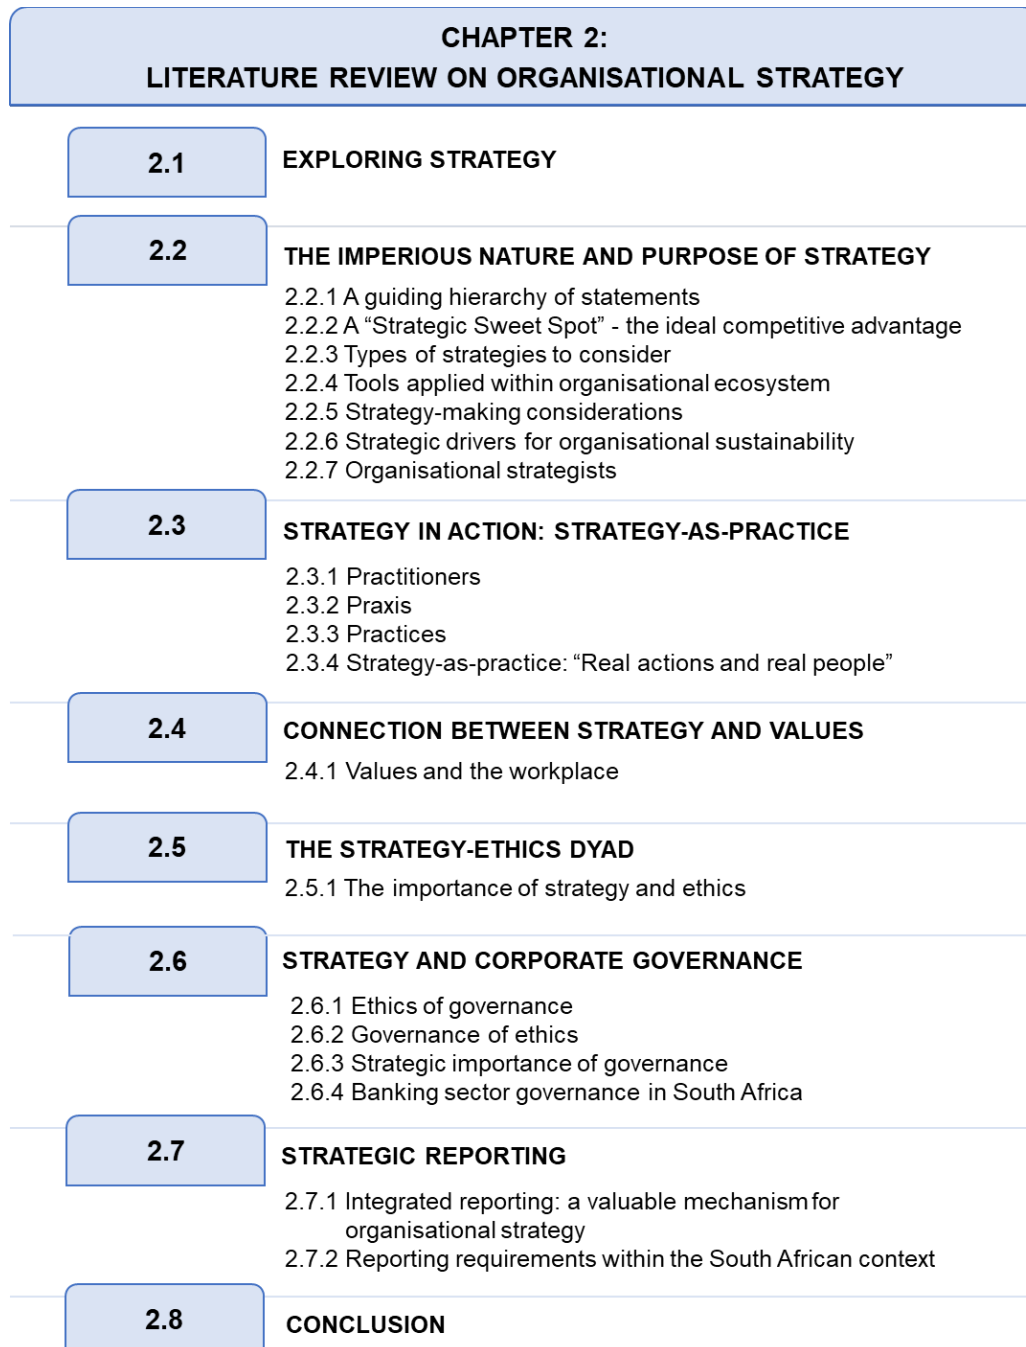 CHAPTER 2:
LITERATURE REVIEW ON ORGANISATIONAL STRATEGY
2.1
EXPLORING STRATEGY
2.2
THE IMPERIOUS NATURE AND PURPOSE OF STRATEGY
2.2.1 A guiding hierarchy of statements
2.2.2 A “Strategic Sweet Spot” - the ideal competitive advantage
2.2.3 Types of strategies to consider
2.2.4 Tools applied within organisational ecosystem
2.2.5 Strategy-making considerations
2.2.6 Strategic drivers for organisational sustainability
2.2.7 Organisational strategists
2.3
STRATEGY IN ACTION: STRATEGY-AS-PRACTICE
2.3.1 Practitioners
2.3.2 Praxis
2.3.3 Practices
2.3.4 Strategy-as-practice: “Real actions and real people”
2.4
CONNECTION BETWEEN STRATEGY AND VALUES
2.4.1 Values and the workplace
2.5
THE STRATEGY-ETHICS DYAD
2.5.1 The importance of strategy and ethics
2.6
STRATEGY AND CORPORATE GOVERNANCE
2.6.1 Ethics of governance
2.6.2 Governance of ethics
2.6.3 Strategic importance of governance
2.6.4 Banking sector governance in South Africa
2.7
STRATEGIC REPORTING
2.7.1 Integrated reporting: a valuable mechanism for
organisational strategy
2.7.2 Reporting requirements within the South African context
2.8
CONCLUSION